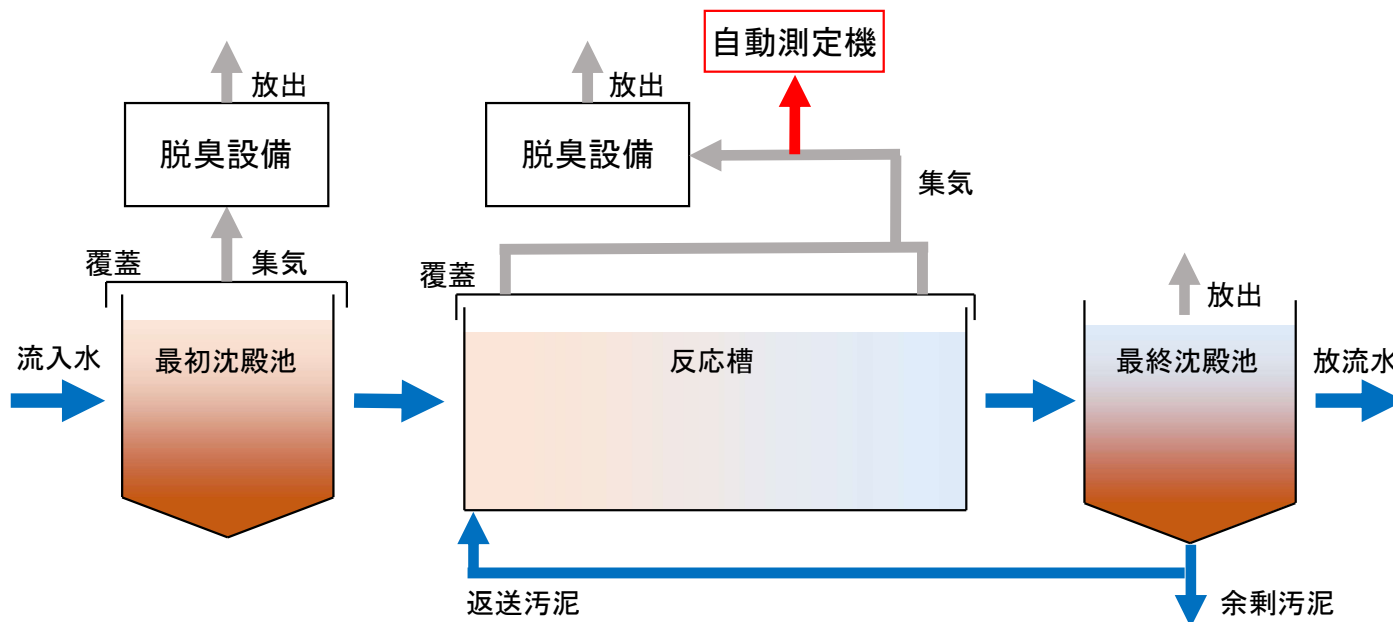 自動測定機
放出
放出
脱臭設備
脱臭設備
集気
覆蓋
集気
覆蓋
放出
流入水
最初沈殿池
反応槽
最終沈殿池
放流水
返送汚泥
余剰汚泥